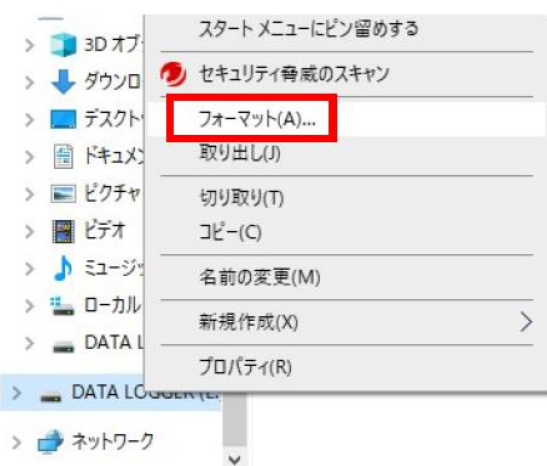 スタート メニューにピン留めする
3D オブ
セキュリティ脅威のスキャン
ダウンロ
フォーマット(A)...
デスクト
取り出し(J)
ドキュメ
切り取り(T)
ピクチャ
コピー(C)
ビデオ
名前の変更(M)
ミュージッ
ローカル
新規作成(X)
DATA L
プロパティ(R)
DATA LOGGER (E:
ネットワーク